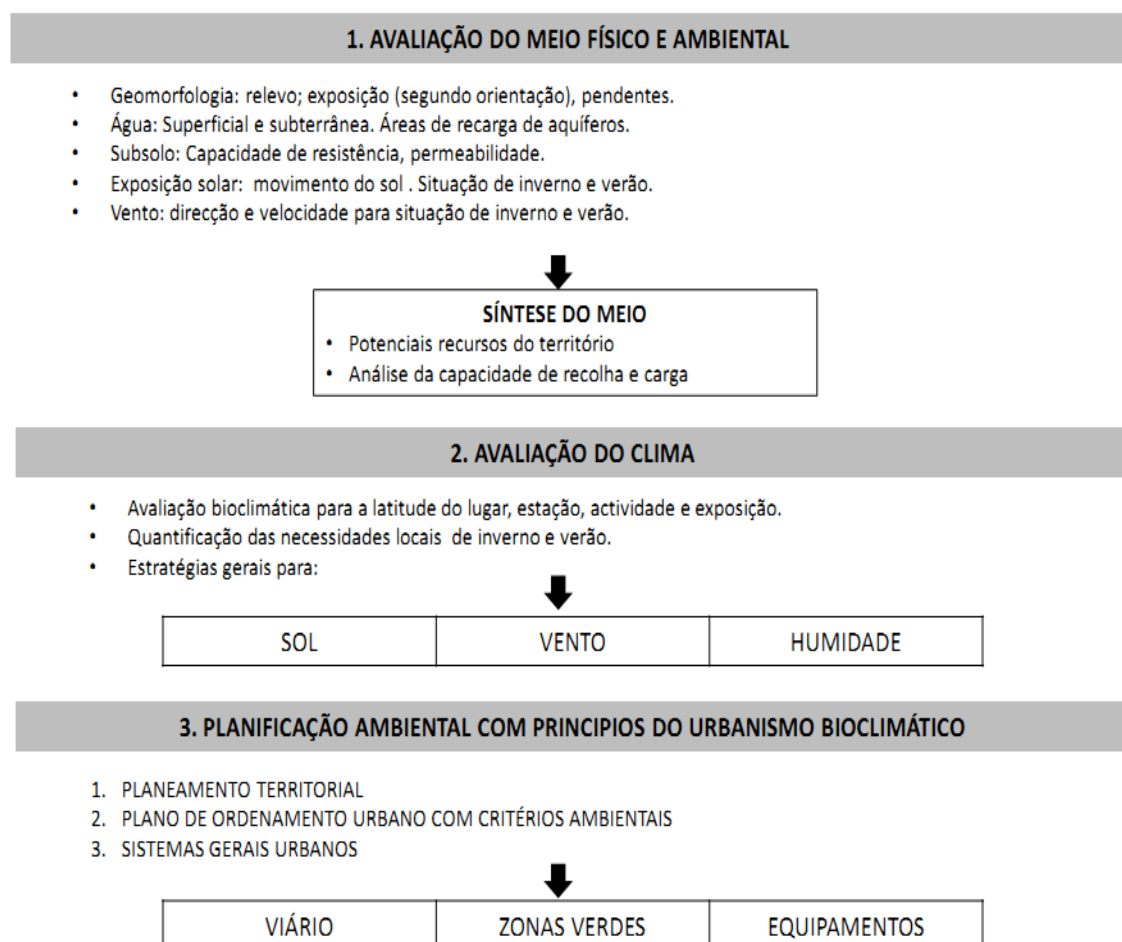 1. AVALIAÇÃO DO MEIO FÍSICO E AMBIENTAL
• Geomorfologia: relevo; exposição (segundo orientação), pendentes.
• Água: Superficial e subterrânea. Áreas de recarga de aquíferos.
• Subsolo: Capacidade de resistência, permeabilidade.
• Exposição solar: movimento do sol . Situação de inverno e verão.
• Vento: direcção e velocidade para situação de inverno e verão.
SÍNTESE DO MEIO
• Potenciais recursos do território
• Análise da capacidade de recolha e carga
2. AVALIAÇÃO DO CLIMA
• Avaliação bioclimática para a latitude do lugar, estação, actividade e exposição.
• Quantificação das necessidades locais de inverno e verão.
• Estratégias gerais para:
SOL VENTO HUMIDADE
3. PLANIFICAÇÃO AMBIENTAL COM PRINCIPIOS DO URBANISMO BIOCLIMÁTICO
1. PLANEAMENTO TERRITORIAL
2. PLANO DE ORDENAMENTO URBANO COM CRITÉRIOS AMBIENTAIS
3. SISTEMAS GERAIS URBANOS
VIÁRIO ZONAS VERDES EQUIPAMENTOS